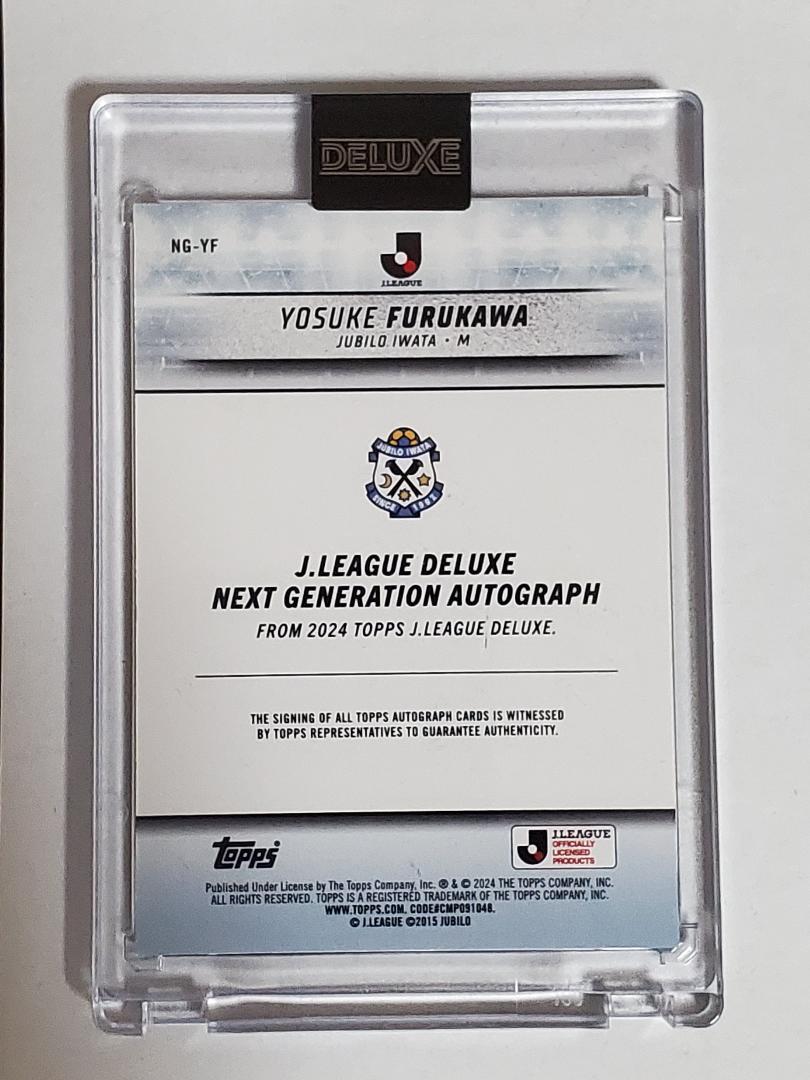 DELUXE
NG-YF
J.LEAGUE
YOSUKE FURUKAWA
JUBILO IWATA · M
JUBILO IWATA
SINCE 1992
J.LEAGUE DELUXE
NEXT GENERATION AUTOGRAPH
FROM 2024 TOPPS J.LEAGUE DELUXE.
THE SIGNING OF ALL TOPPS AUTOGRAPH CARDS IS WITNESSED
BY TOPPS REPRESENTATIVES TO GUARANTEE AUTHENTICITY.
topps
J.LEAGUE
OFFICIALLY
LICENSED
PRODUCTS
Published Under License by The Topps Company, Inc. ® & © 2024 THE TOPPS COMPANY, INC.
ALL RIGHTS RESERVED. TOPPS IS A REGISTERED TRADEMARK OF THE TOPPS COMPANY, INC.
WWW.TOPPS.COM. CODE#CMP091048.
© J.LEAGUE ©2015 JUBILO